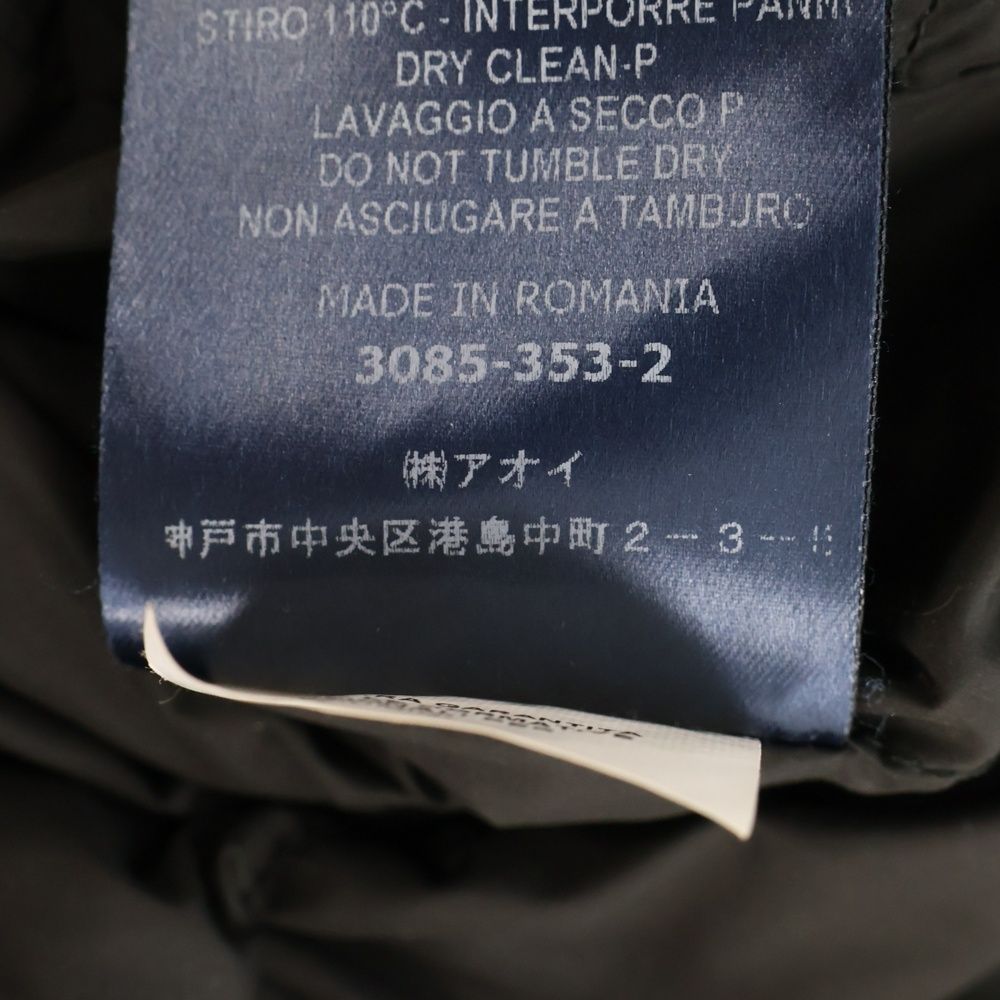 STIRO 110°C - INTERPORRE PANNI
DRY CLEAN-P
LAVAGGIO A SECCO P
DO NOT TUMBLE DRY
NON ASCIUGARE A TAMBURO
MADE IN ROMANIA
3085-353-2
㈱アオイ
神戸市中央区港島中町2-3-
GARANTITA